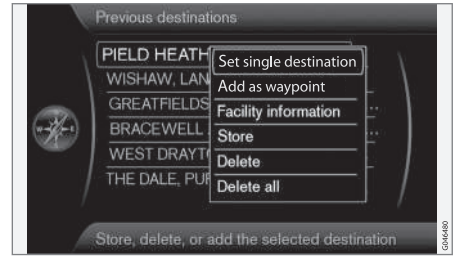 Previous destinations
PIELD HEATH
Set single destination
WISHAW, LAN
Add as waypoint
GREATFIELDS
Facility information
BRACEWELL
Store
WEST DRAYT
Delete
THE DALE, PUR
Delete all
Store, delete, or add the selected destination
G046480